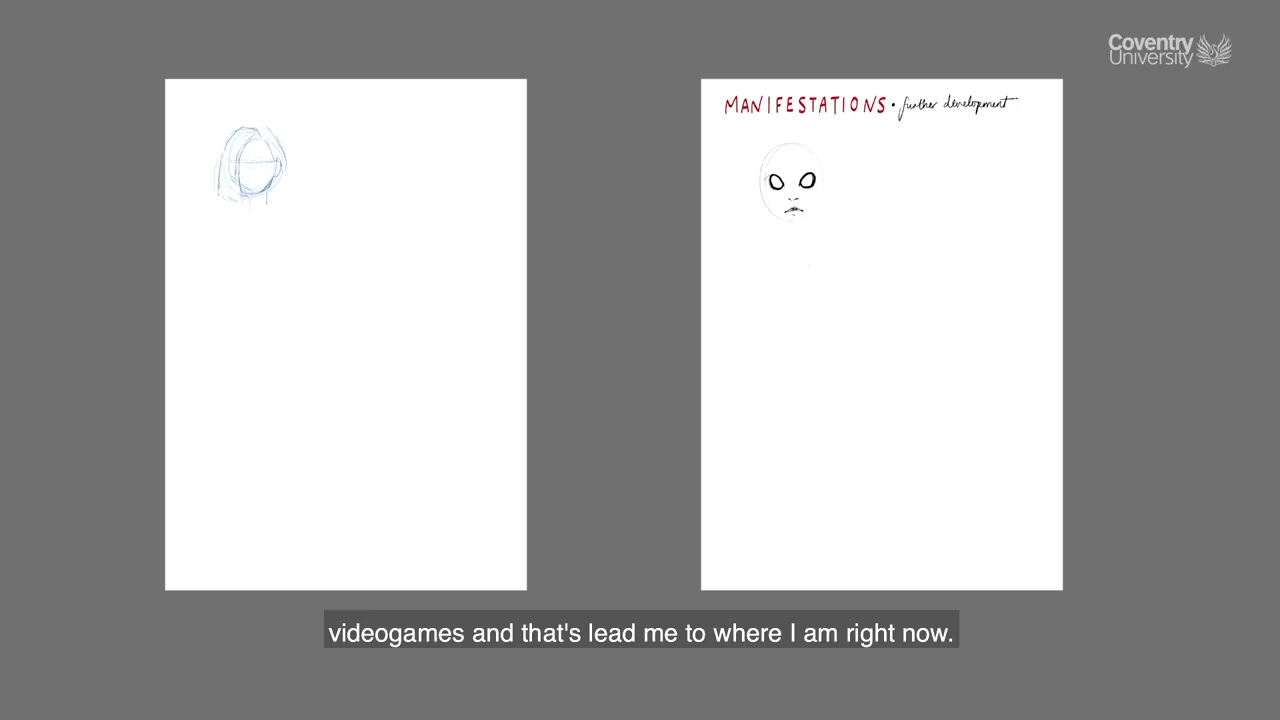 Coventry
University
MANIFESTATIONS • further development
videogames and that's lead me to where I am right now.